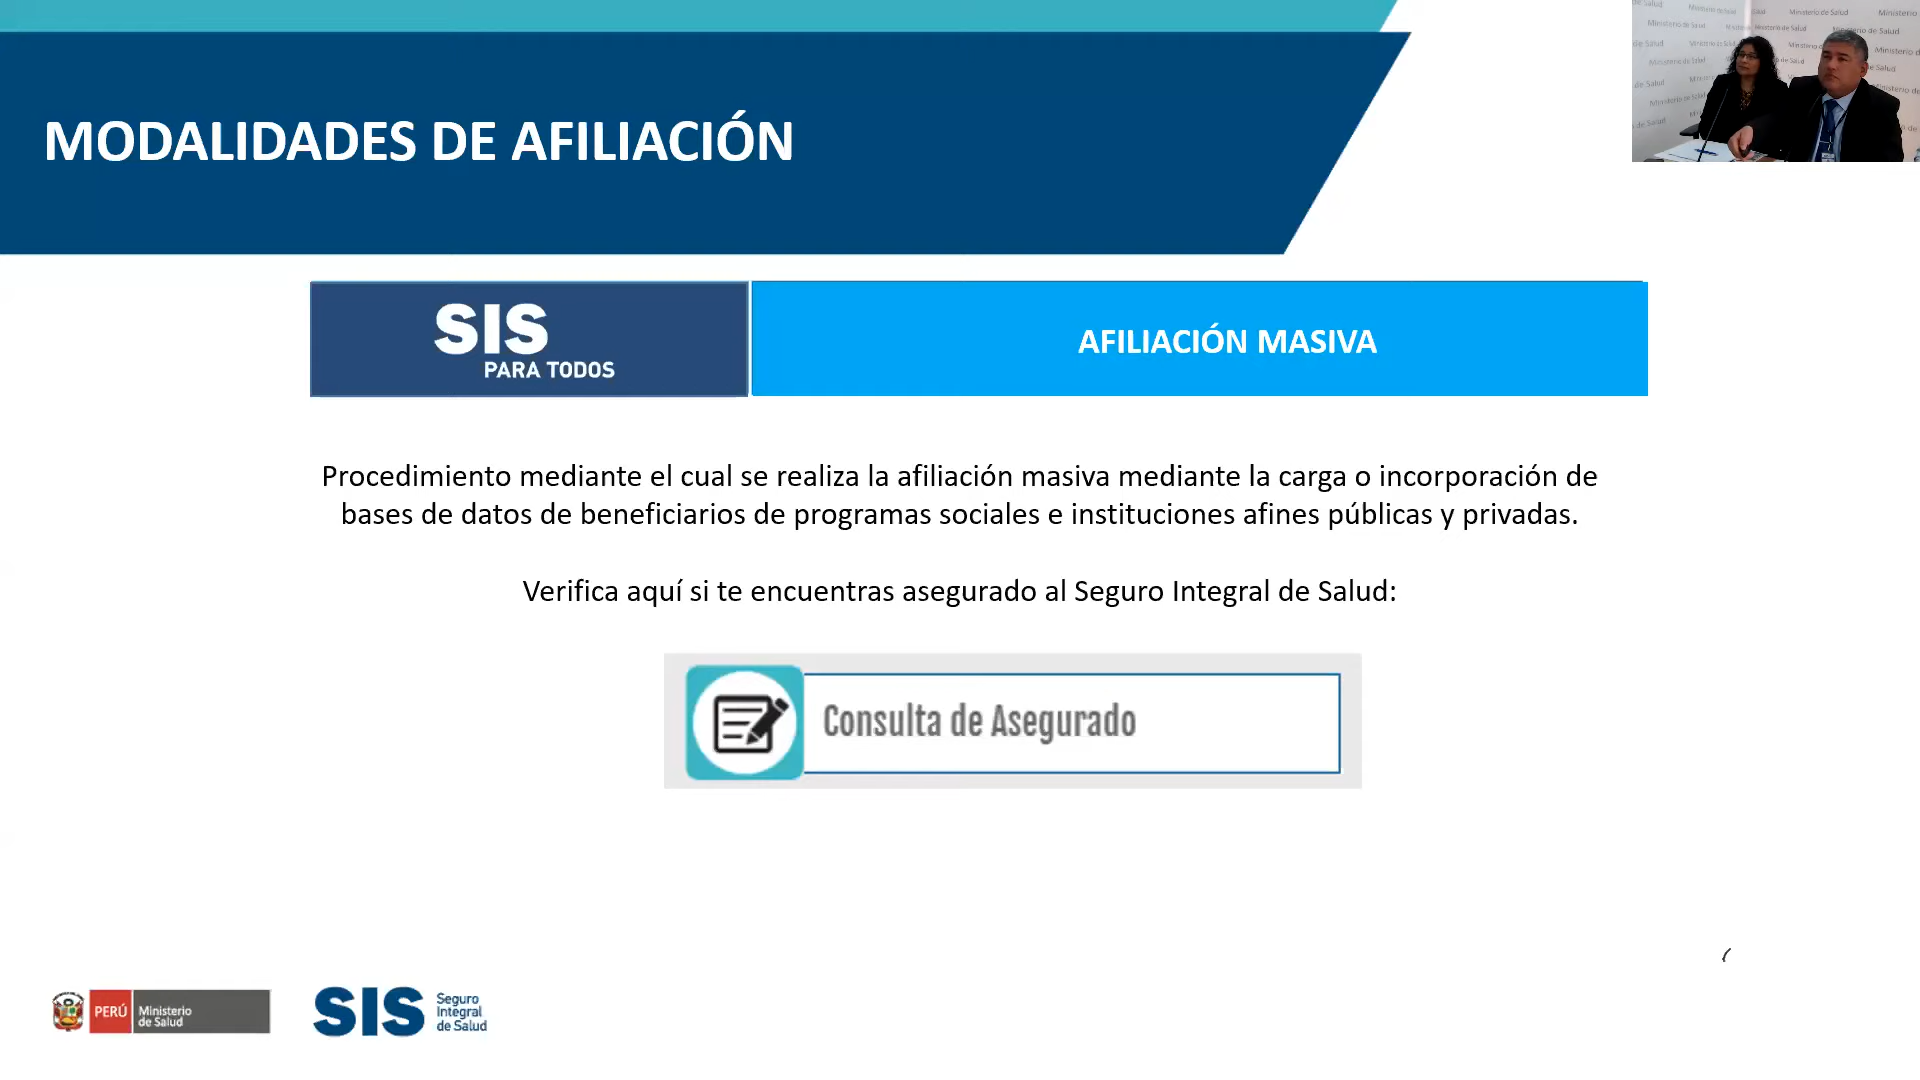 MODALIDADES DE AFILIACIÓN
Ministerio de Salud
SIS
PARA TODOS
AFILIACIÓN MASIVA
Procedimiento mediante el cual se realiza la afiliación masiva mediante la carga o incorporación de
bases de datos de beneficiarios de programas sociales e instituciones afines públicas y privadas.
Verifica aquí si te encuentras asegurado al Seguro Integral de Salud:
Consulta de Asegurado
PERÚ
Ministerio
de Salud
SIS
Seguro
Integral
de Salud